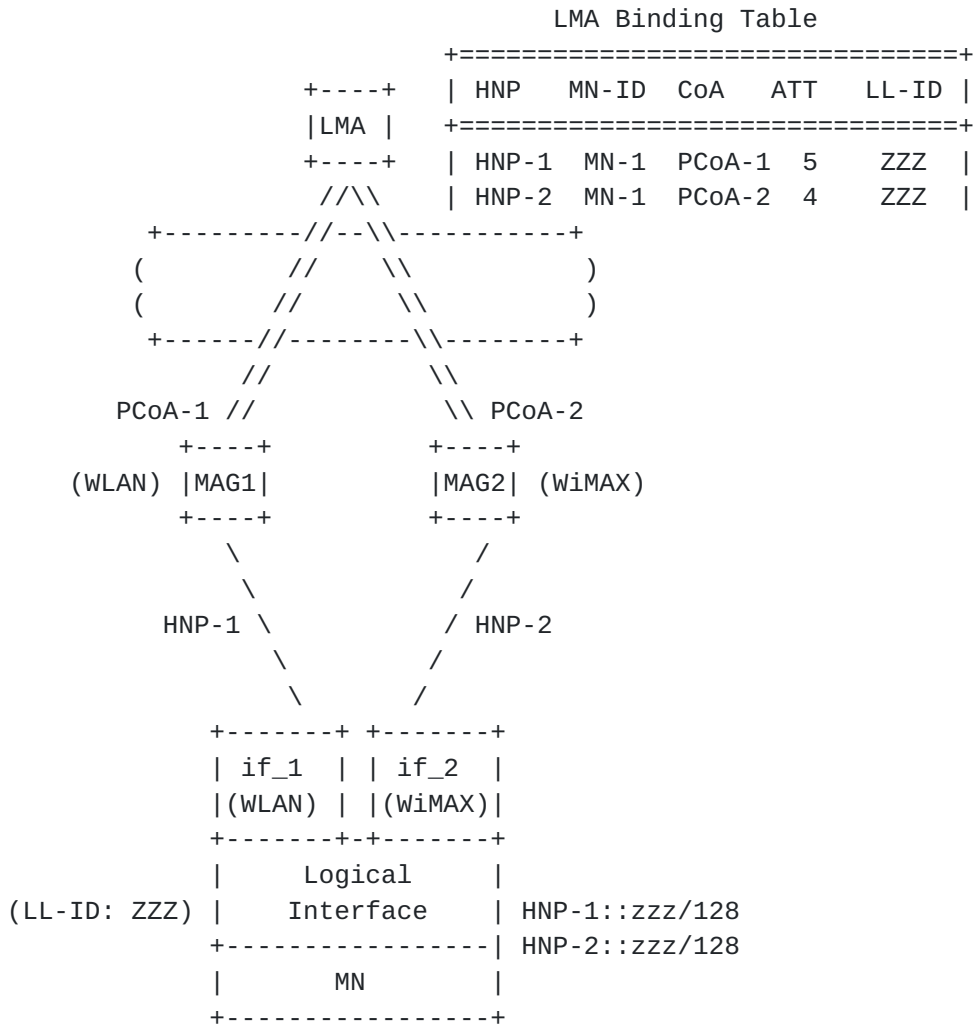 LMA Binding Table
+================================+
+----+ | HNP MN-ID CoA ATT LL-ID |
|LMA | +================================+
+----+ | HNP-1 MN-1 PCoA-1 5 ZZZ |
//\\ | HNP-2 MN-1 PCoA-2 4 ZZZ |
+---------//--\\-----------+
( // \\ )
( // \\ )
+------//--------\\--------+
// \\
PCoA-1 // \\ PCoA-2
+----+ +----+
(WLAN) |MAG1| |MAG2| (WiMAX)
+----+ +----+
\ /
\ /
HNP-1 \ / HNP-2
\ /
\ /
+-------+ +-------+
| if_1 | | if_2 |
|(WLAN) | |(WiMAX)|
+-------+-+-------+
| Logical |
(LL-ID: ZZZ) | Interface | HNP-1::zzz/128
+-----------------| HNP-2::zzz/128
| MN |
+-----------------+